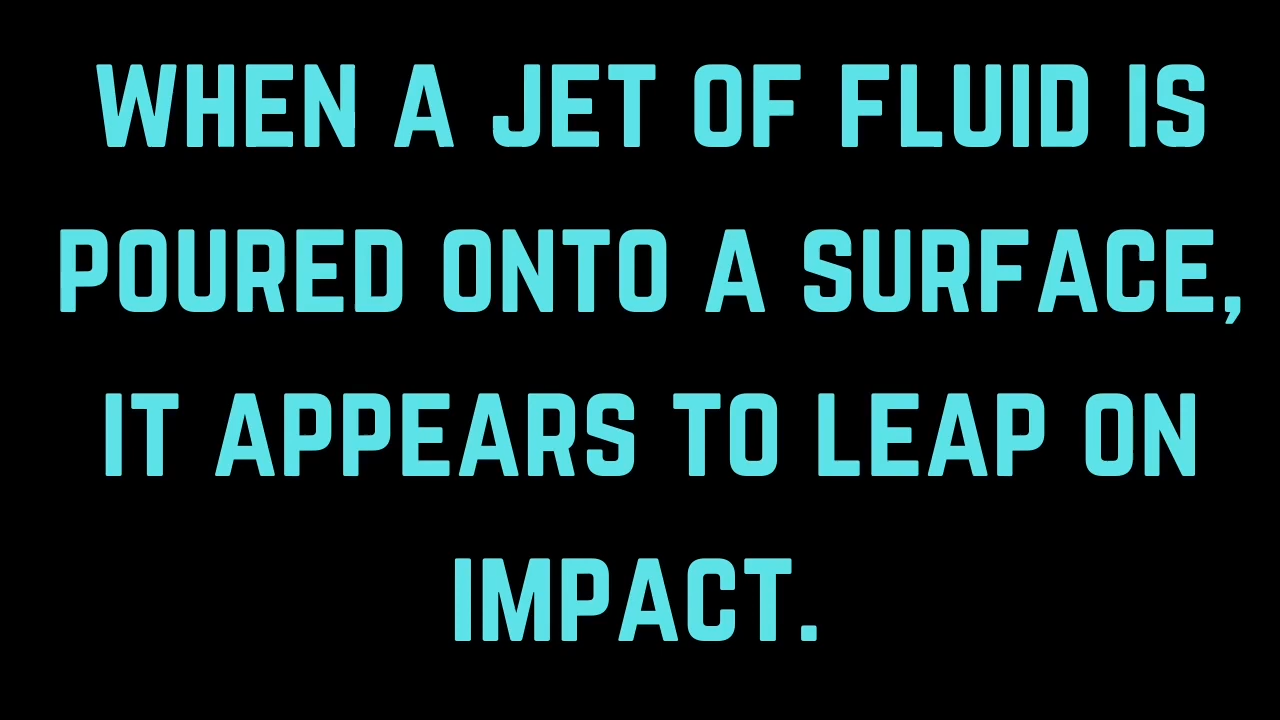 WHEN A JET OF FLUID IS
POURED ONTO A SURFACE,
IT APPEARS TO LEAP ON
IMPACT.